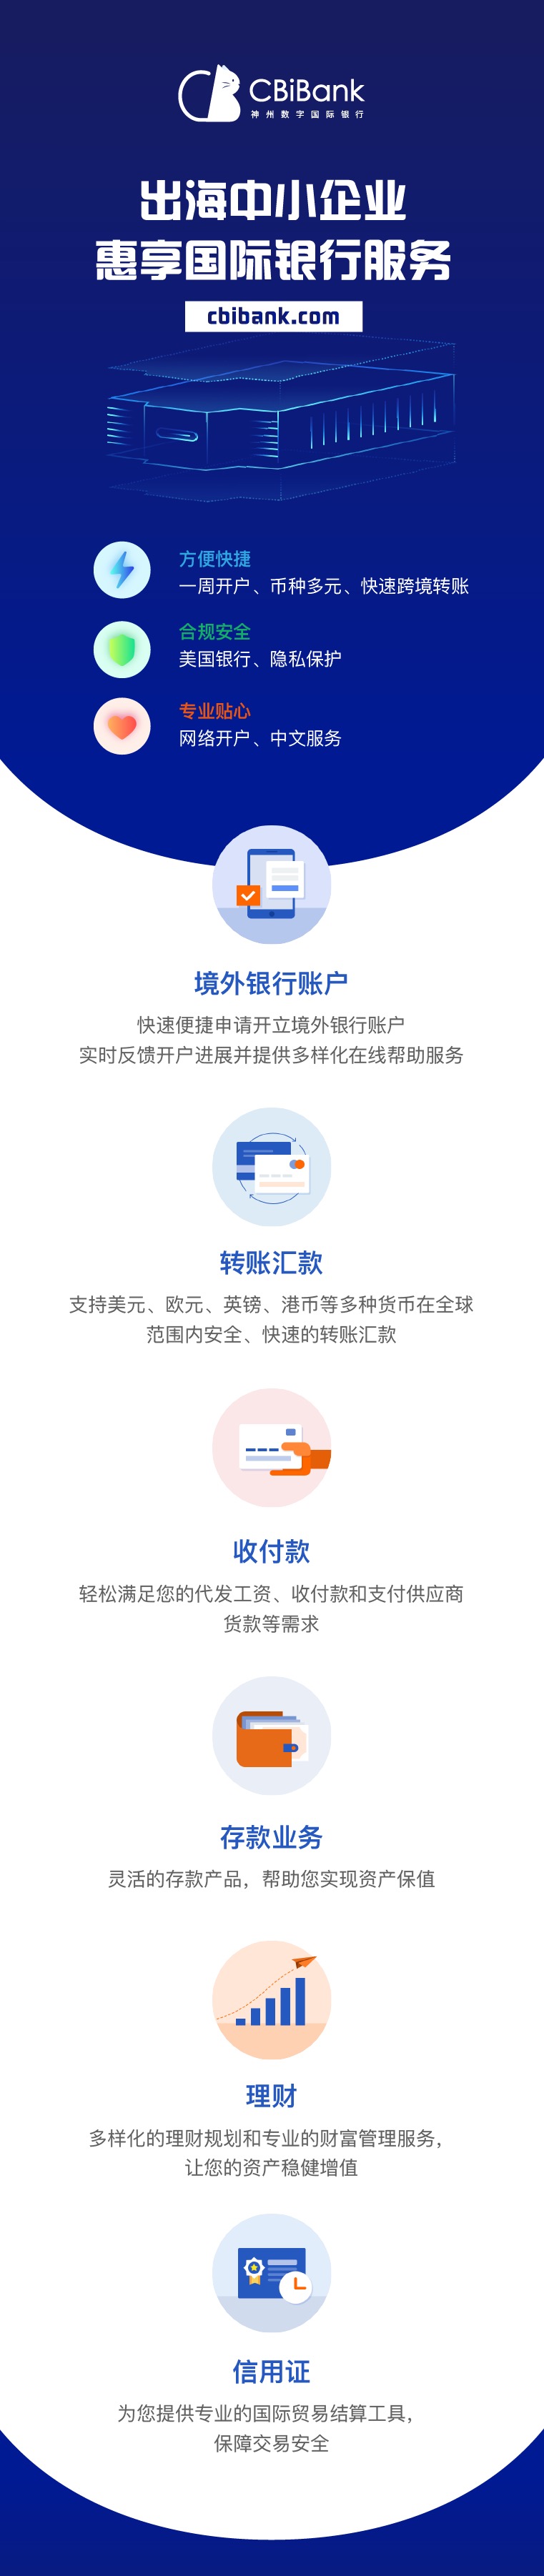 CBiBank
神州数字国际银行
出海中小企业
惠享国际银行服务
cbibank.com
方便快捷
一周开户、币种多元、快速跨境转账
合规安全
美国银行、隐私保护
专业贴心
网络开户、中文服务
境外银行账户
快速便捷申请开立境外银行账户
实时反馈开户进展并提供多样化在线帮助服务
转账汇款
支持美元、欧元、英镑、港币等多种货币在全球
范围内安全、快速的转账汇款
收付款
轻松满足您的代发工资、收付款和支付供应商
货款等需求
存款业务
灵活的存款产品，帮助您实现资产保值
理财
多样化的理财规划和专业的财富管理服务，
让您的资产稳健增值
信用证
为您提供专业的国际贸易结算工具，
保障交易安全